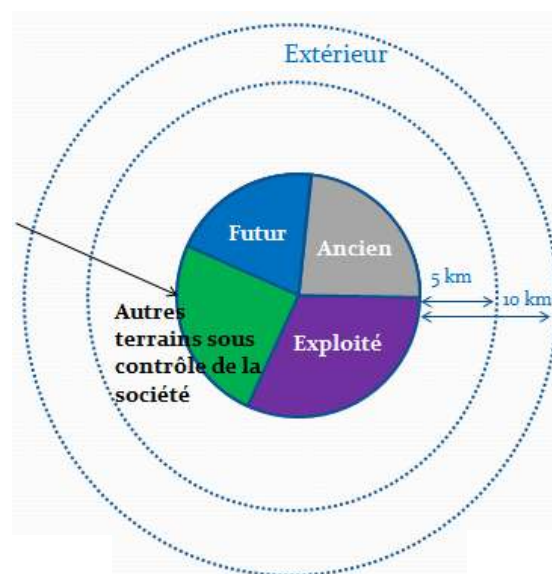 Extérieur
Futur
Ancien
5 km
10 km
Autres
terrains sous
contrôle de la
société
Exploité